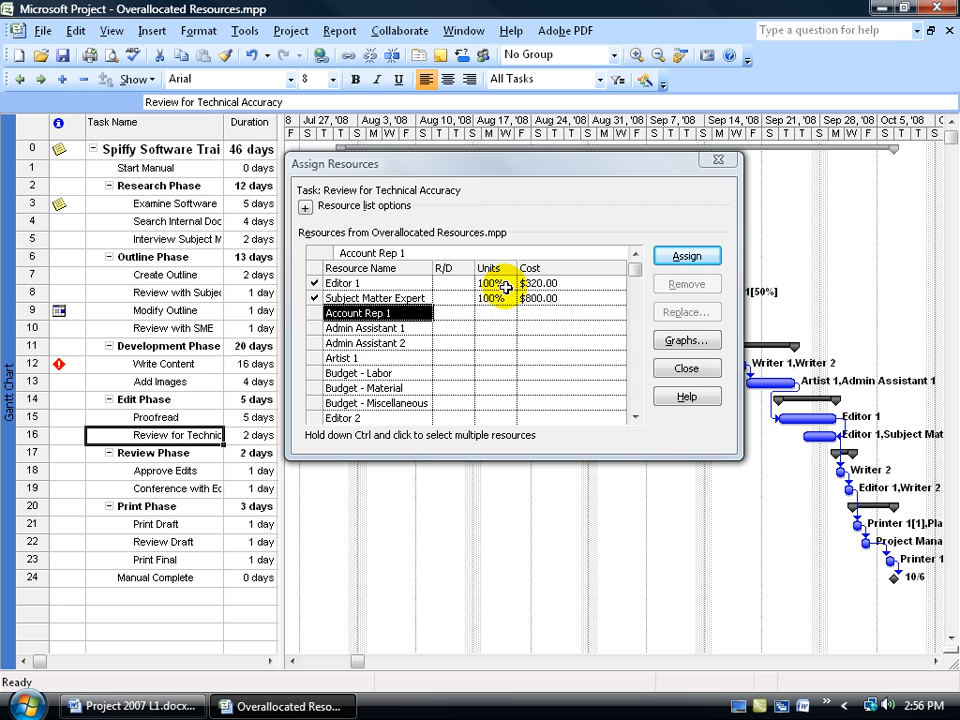 Microsoft Project - Overallocated Resources.mpp
File Edit View Insert Format Tools Project Report Collaborate Window Help Adobe PDF
Type a question for help
No Group
Show Arial 8 B I U All Tasks
Review for Technical Accuracy
Task Name Duration
8 Jul 27, '08 Aug 3, '08 Aug 10, '08 Aug 17, '08 Aug 24, '08 Aug 31, '08 Sep 7, '08 Sep 14, '08 Sep 21, '08 Sep 28, '08 Oct 5, '08
0 Spiffy Software Trai 46 days
1 Start Manual 0 days
2 Research Phase 12 days
3 Examine Software 5 days
4 Search Internal Doc 4 days
5 Interview Subject M 5 days
6 Outline Phase 13 days
7 Create Outline 2 days
8 Review with Subje 2 days
9 Modify Outline 1 day
10 Review with SME 1 day
11 Development Phase 20 days
12 Write Content 16 days
13 Add Images 4 days
14 Edit Phase 5 days
15 Proofread 5 days
16 Review for Technic 2 days
17 Review Phase 2 days
18 Approve Edits 1 day
19 Conference with Ec 1 day
20 Print Phase 3 days
21 Print Draft 1 day
22 Review Draft 1 day
23 Print Final 1 day
24 Manual Complete 0 days
Gantt Chart
Assign Resources
Task: Review for Technical Accuracy
+ Resource list options
Resources from Overallocated Resources.mpp
Account Rep 1
Resource Name R/D Units Cost
Editor 1 100% $320.00
Subject Matter Expert 100% $800.00
Account Rep 1
Admin Assistant 1
Admin Assistant 2
Artist 1
Budget - Labor
Budget - Material
Budget - Miscellaneous
Editor 2
Hold down Ctrl and click to select multiple resources
Assign
Remove
Replace...
Graphs...
Close
Help
1[50%]
Writer 1,Writer 2
Artist 1,Admin Assistant 1
Editor 1
Editor 1,Subject Mat
Writer 2
Editor 1,Writer 2
Printer 1[1],Pla
Project Mana
Printer 1
10/6
Ready
Project 2007 L1.docx...
Overallocated Reso...
2:56 PM